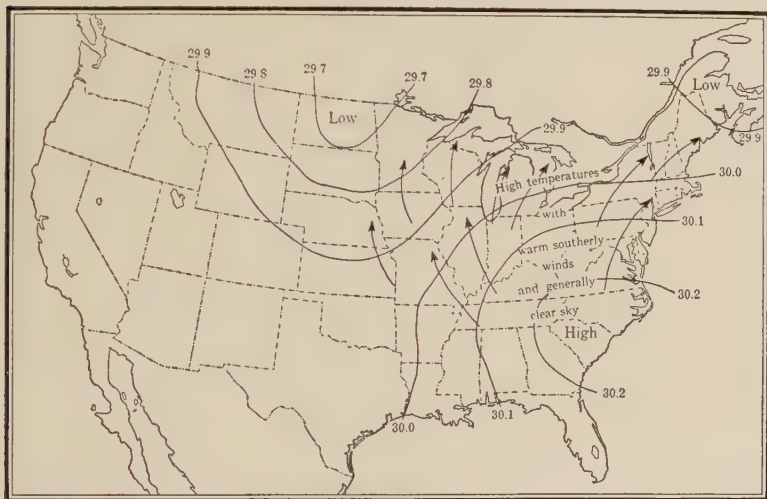 29.9
29.8
29.7
29.7
29.8
29.9
29.9
Low
29.9
Low
High temperatures
30.0
with
30.1
warm southerly
winds
and generally
30.2
clear sky
High
30.2
30.0
30.1